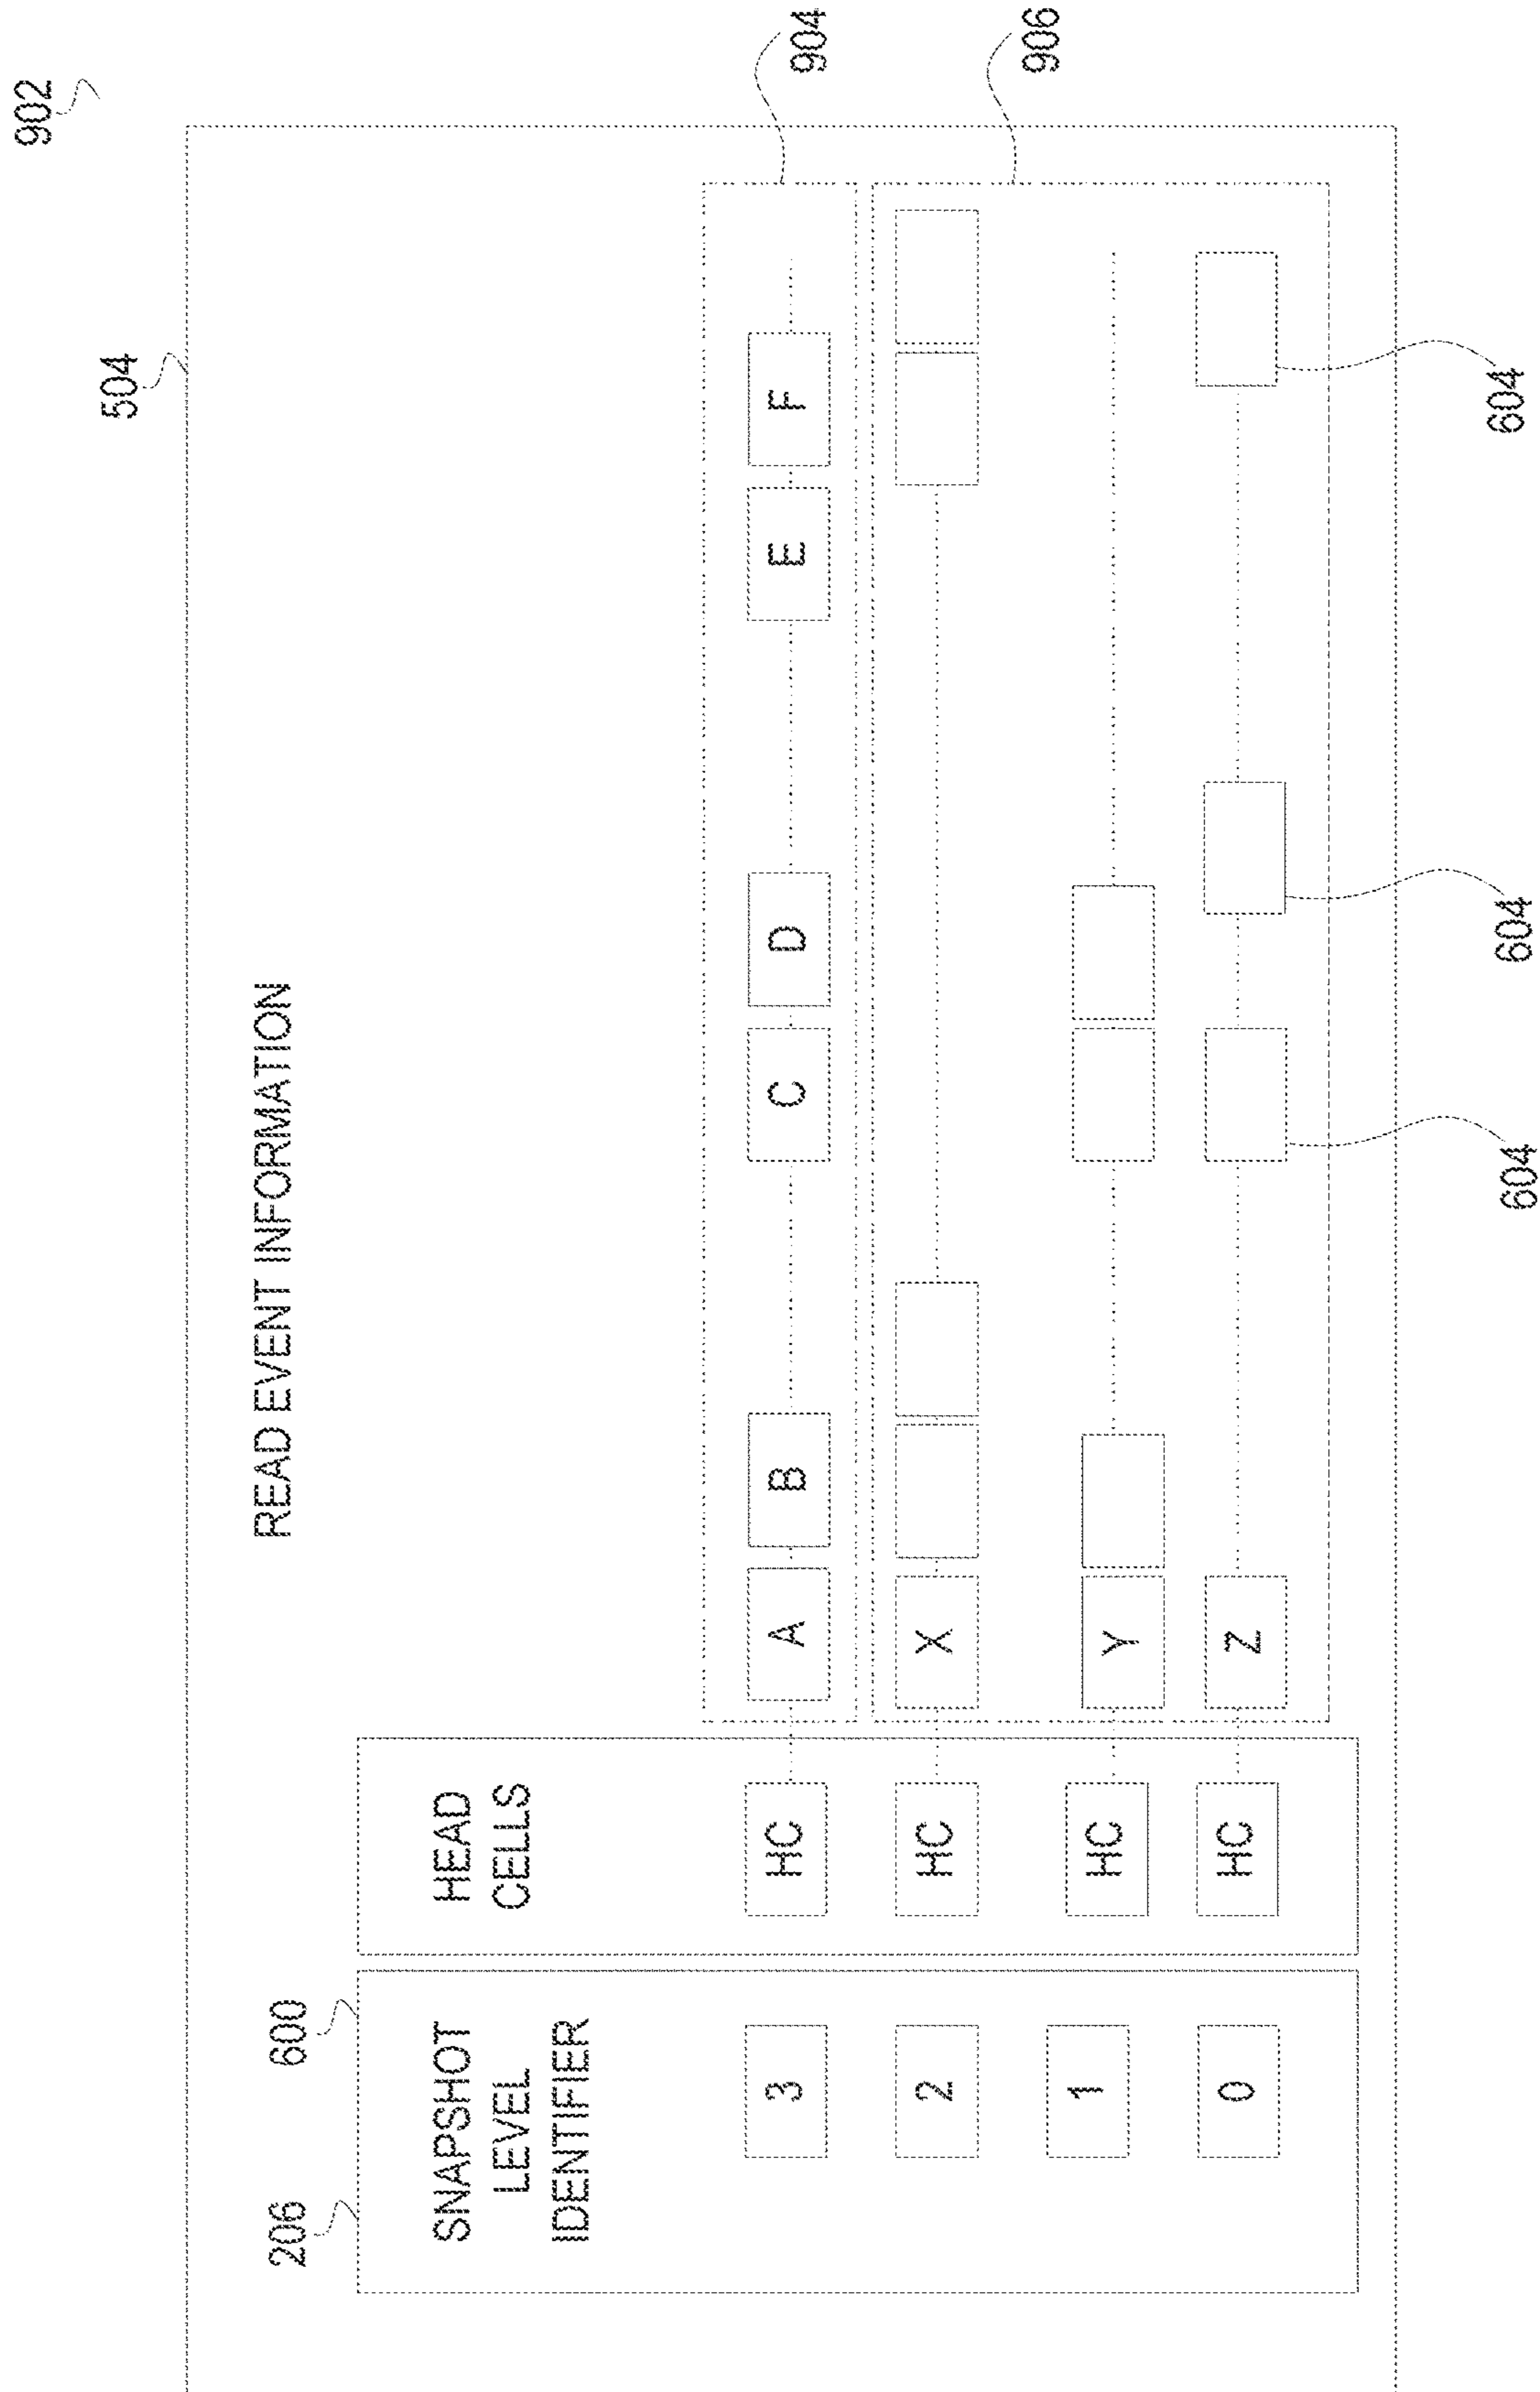 902
504
READ EVENT INFORMATION
206
600
SNAPSHOT
LEVEL
IDENTIFIER
HEAD
CELLS
3
HC
A
B
C
D
E
F
904
2
HC
X
906
1
HC
Y
0
HC
Z
604
604
604